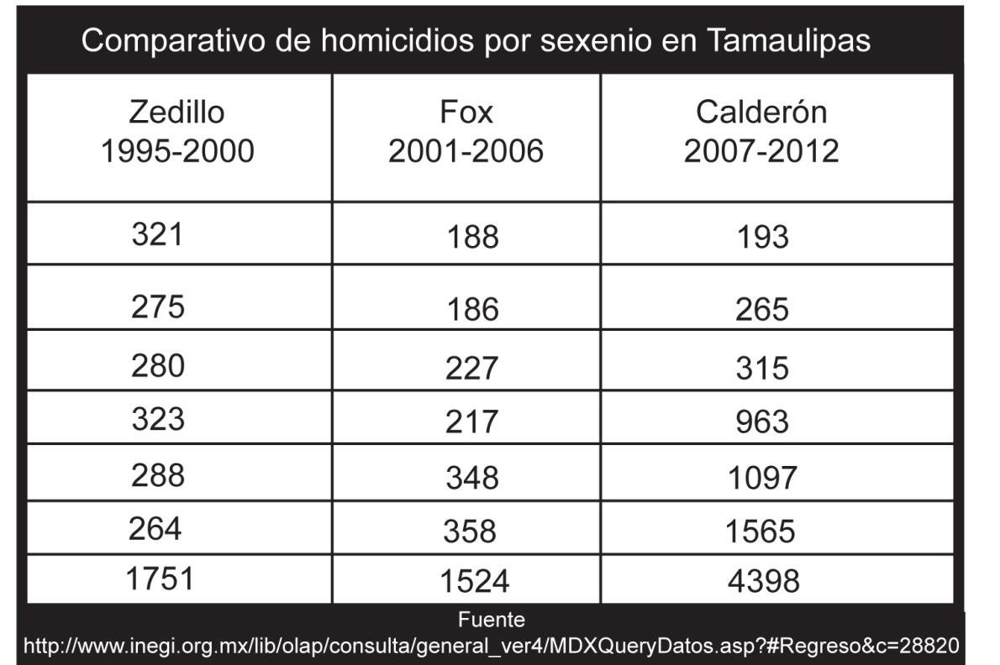 Comparativo de homicidios por sexenio en Tamaulipas
Zedillo Fox Calderón
1995-2000 2001-2006 2007-2012
321 188 193
275 186 265
280 227 315
323 217 963
288 348 1097
264 358 1565
1751 1524 4398
Fuente
http://www.inegi.org.mx/lib/olap/consulta/general_ver4/MDXQueryDatos.asp?#Regreso&c=28820